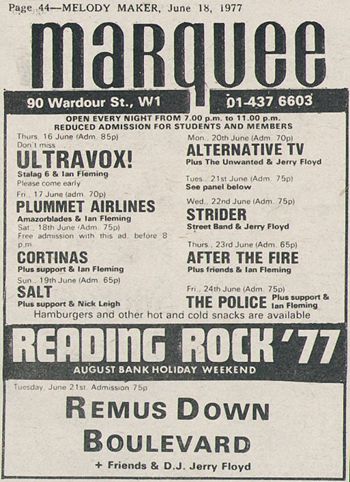 Page 44—MELODY MAKER, June 18, 1977
marquee
90 Wardour St., W1
01-437 6603
OPEN EVERY NIGHT FROM 7.00 p.m. to 11.00 p.m.
REDUCED ADMISSION FOR STUDENTS AND MEMBERS
Thurs. 16 June (Adm. 85p)
Don't miss
ULTRAVOX!
Stalag 6 & Ian Fleming
Please come early
Fri., 17 June (adm. 70p)
PLUMMET AIRLINES
Amazorblades & Ian Fleming
Sat., 18th June (Adm. 75p)
Free admission with this ad. before 8
p.m
CORTINAS
Plus support & Ian Fleming
Sun., 19th June (Adm. 65p)
SALT
Plus support & Nick Leigh
Mon., 20th June (Adm. 70p)
ALTERNATIVE TV
Plus The Unwanted & Jerry Floyd
Tues., 21st June (Adm. 75p)
See panel below
Wed., 22nd June (Adm. 75p)
STRIDER
Street Band & Jerry Floyd
Thurs., 23rd June (Adm. 65p)
AFTER THE FIRE
Plus friends & Ian Fleming
Fri., 24th June (Adm. 75p)
THE POLICE Plus support &
Ian Fleming
Hamburgers and other hot and cold snacks are available
READING ROCK '77
AUGUST BANK HOLIDAY WEEKEND
Tuesday, June 21st. Admission 75p
REMUS DOWN
BOULEVARD
+ Friends & D.J. Jerry Floyd